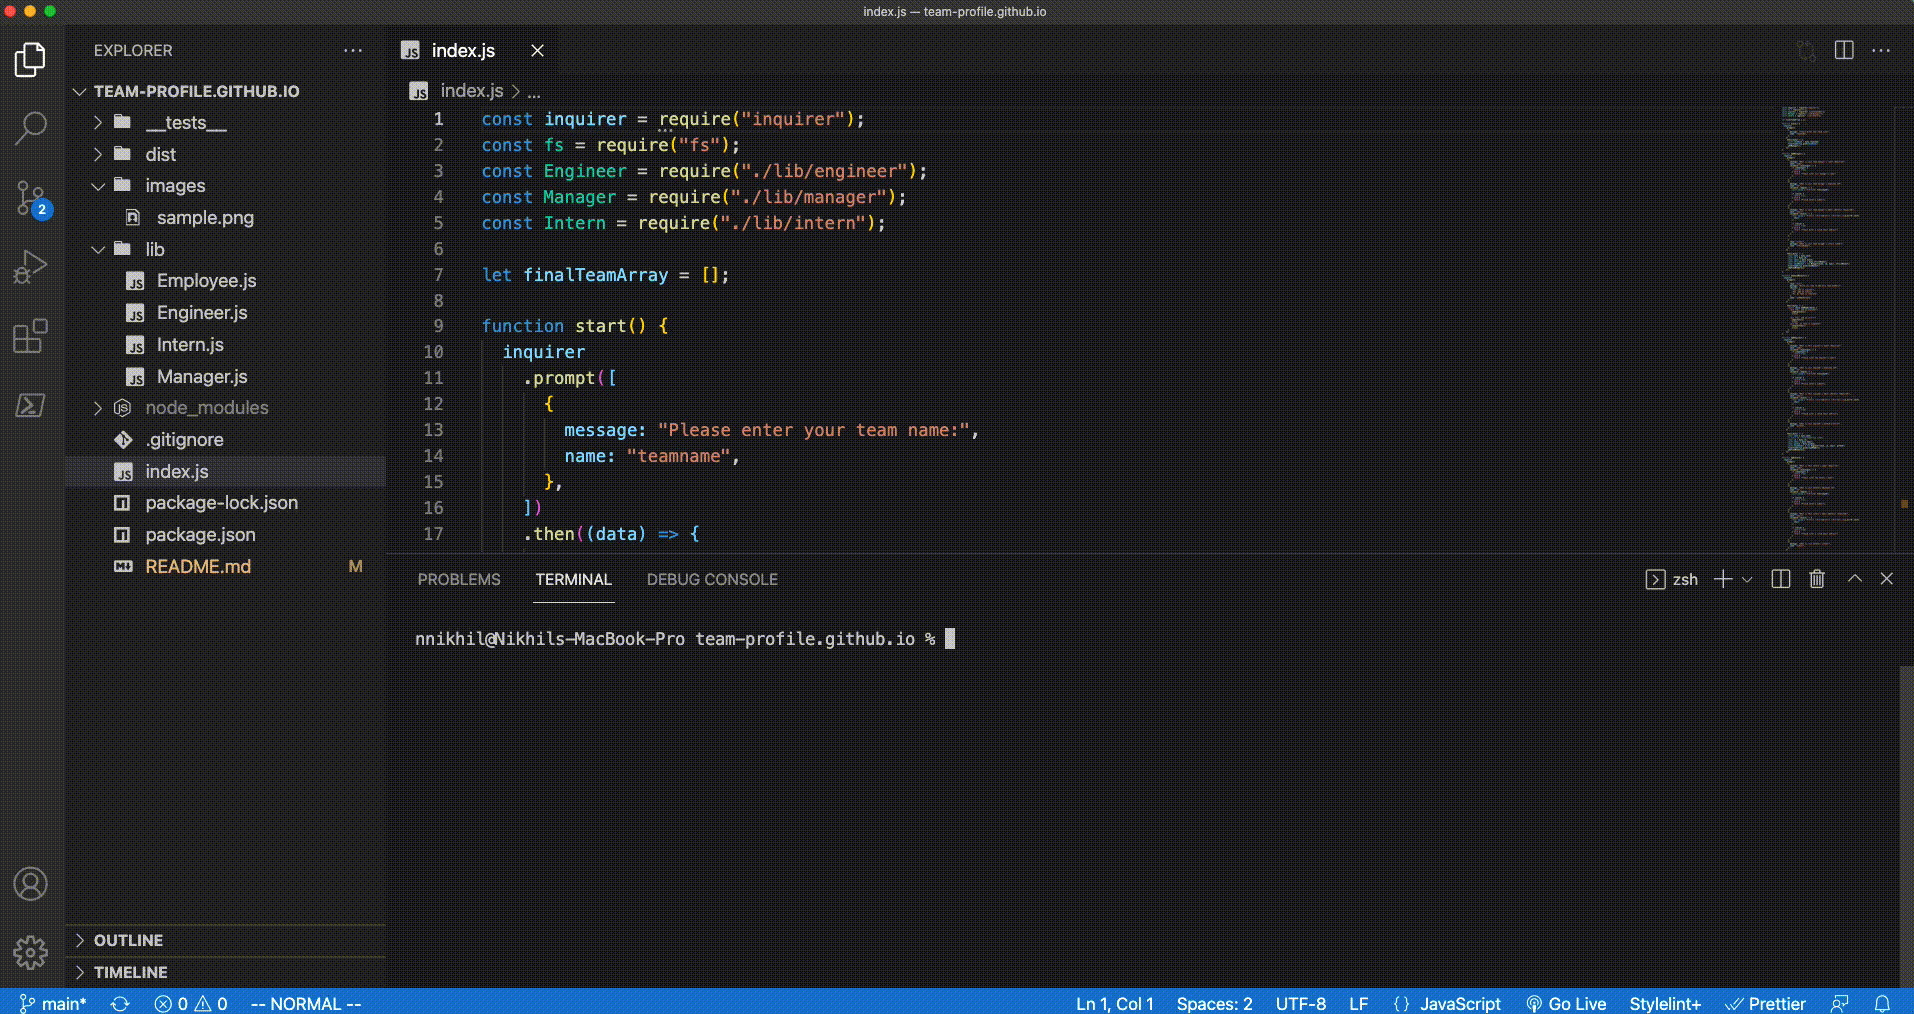 index.js — team-profile.github.io
EXPLORER
TEAM-PROFILE.GITHUB.IO
__tests__
dist
images
sample.png
lib
Employee.js
Engineer.js
Intern.js
Manager.js
node_modules
.gitignore
index.js
package-lock.json
package.json
README.md M
OUTLINE
TIMELINE
JS index.js
JS index.js > ...
1 const inquirer = require("inquirer");
2 const fs = require("fs");
3 const Engineer = require("./lib/engineer");
4 const Manager = require("./lib/manager");
5 const Intern = require("./lib/intern");
6
7 let finalTeamArray = [];
8
9 function start() {
10 inquirer
11 .prompt([
12 {
13 message: "Please enter your team name:",
14 name: "teamname",
15 },
16 ])
17 .then((data) => {
PROBLEMS TERMINAL DEBUG CONSOLE
zsh
nnikhil@Nikhils-MacBook-Pro team-profile.github.io %
2
main* 0 0 -- NORMAL --
Ln 1, Col 1 Spaces: 2 UTF-8 LF {} JavaScript Go Live Stylelint+ Prettier